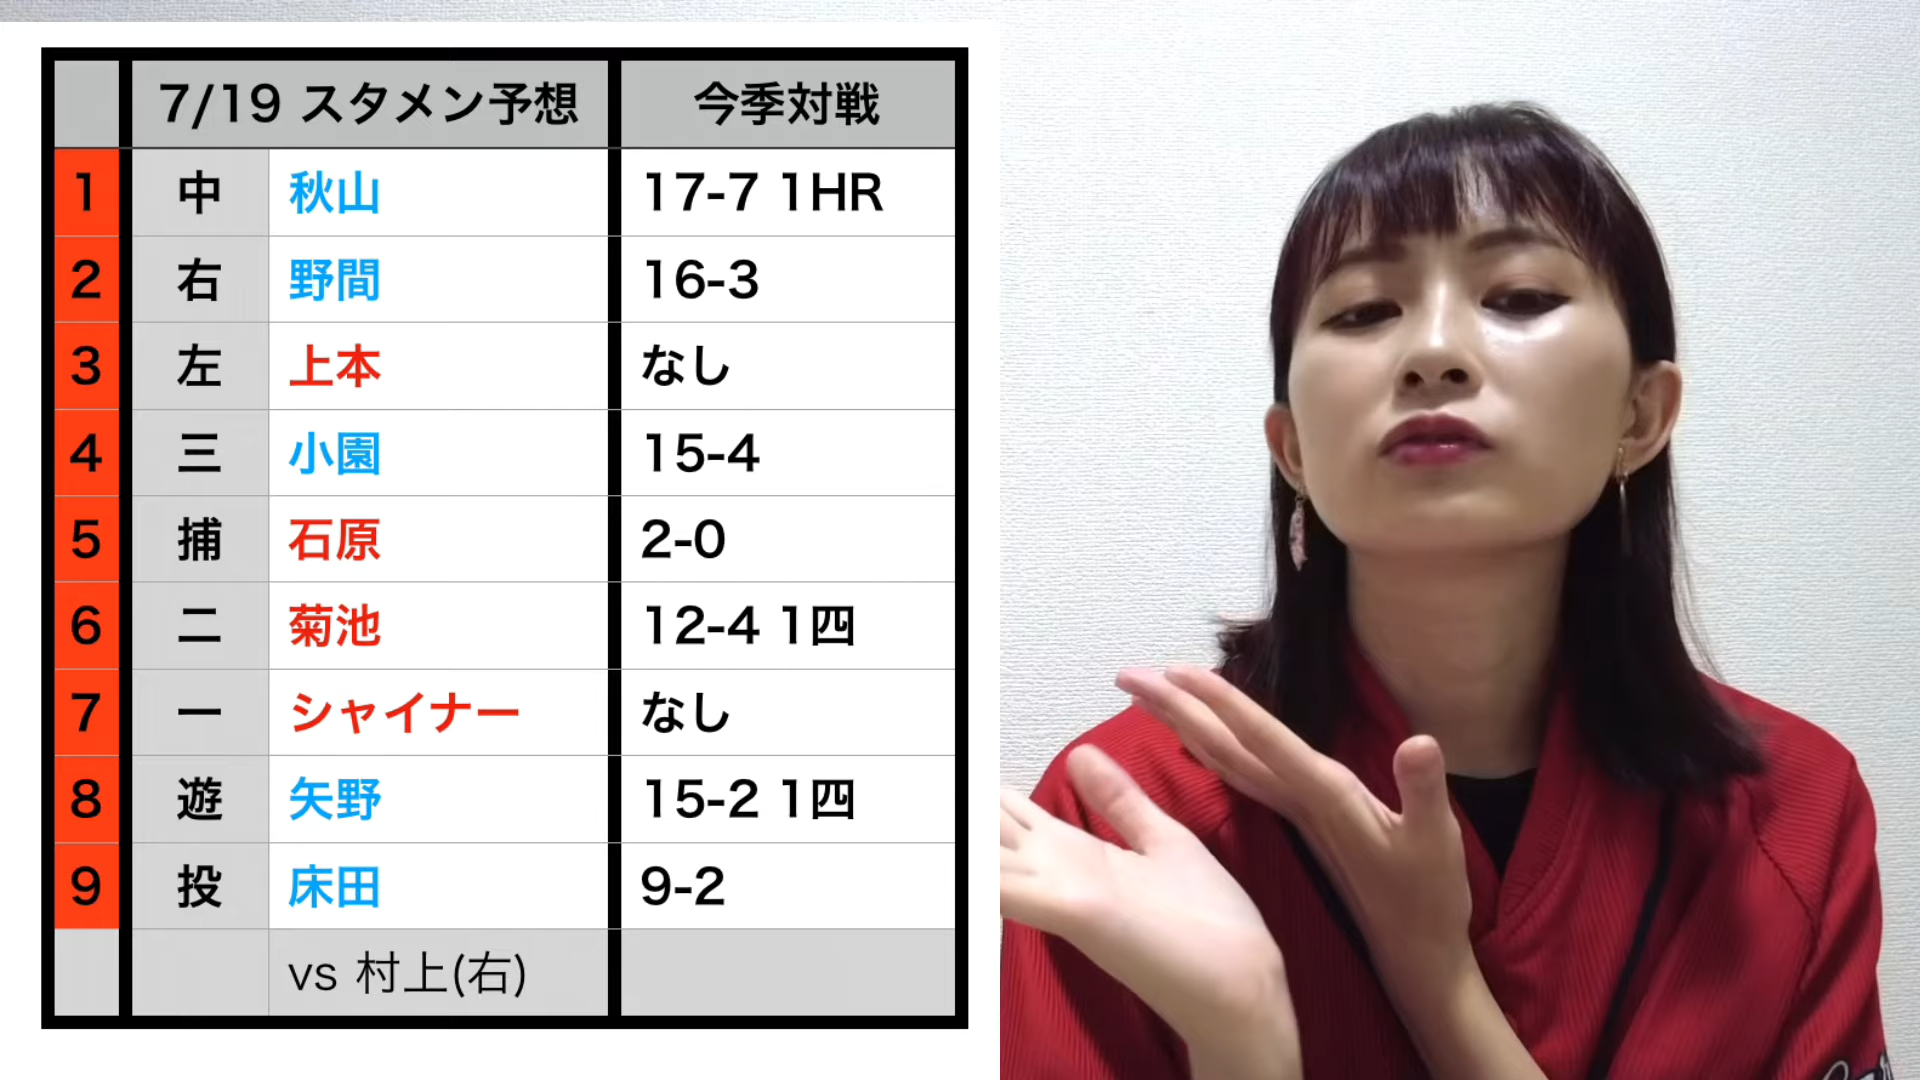 7/19 スタメン予想 今季対戦
1 中 秋山 17-7 1HR
2 右 野間 16-3
3 左 上本 なし
4 三 小園 15-4
5 捕 石原 2-0
6 二 菊池 12-4 1四
7 一 シャイナー なし
8 遊 矢野 15-2 1四
9 投 床田 9-2
vs 村上(右)